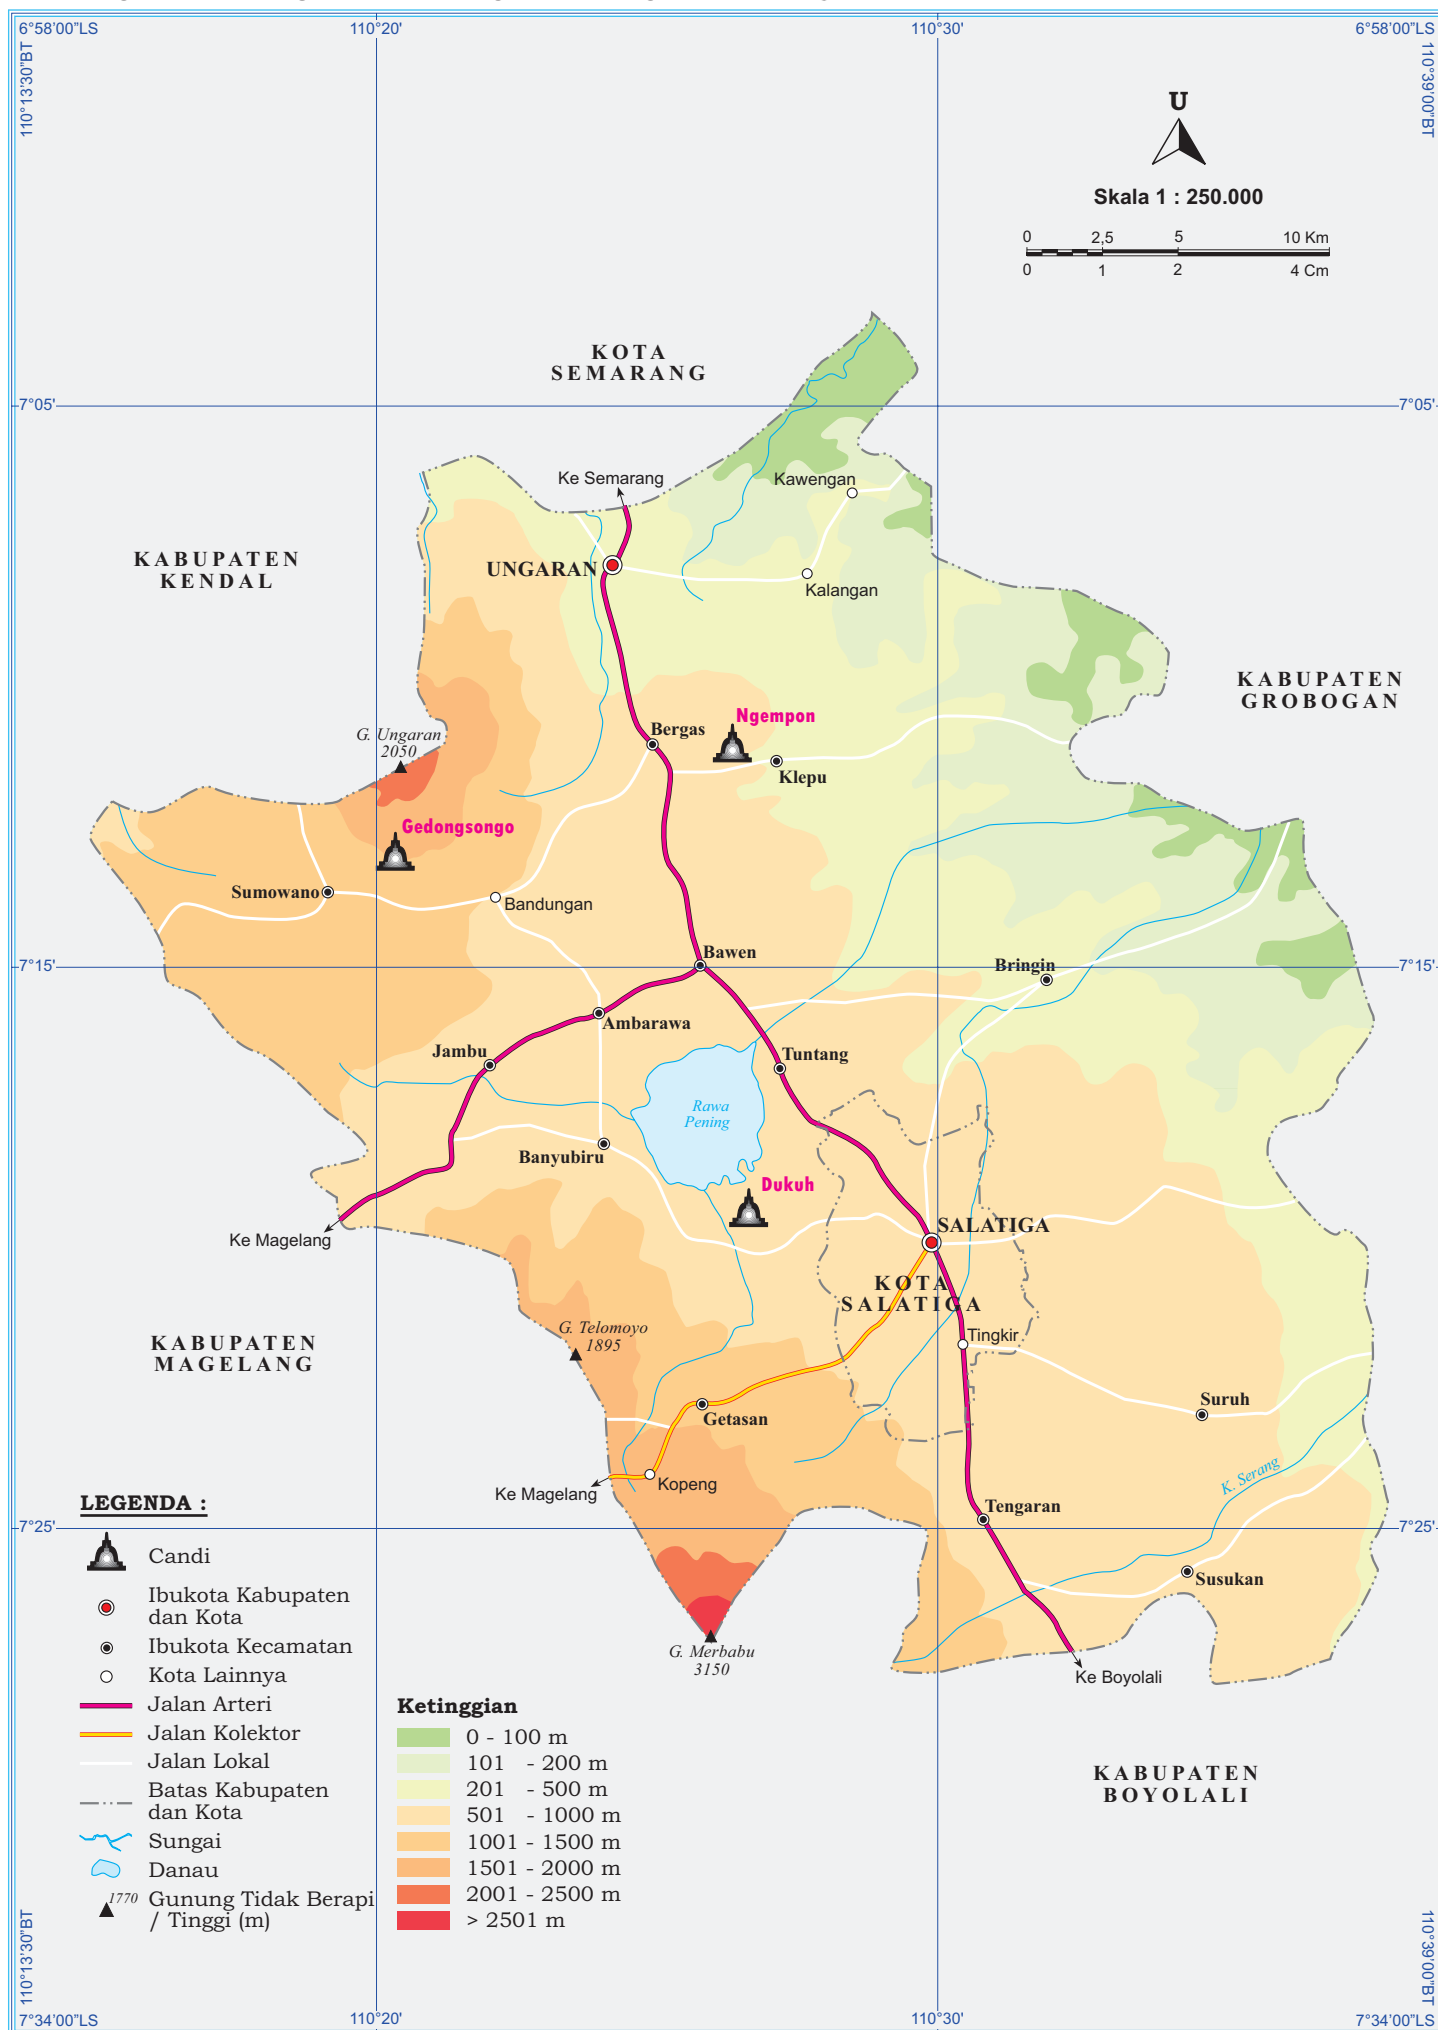 6°58'00"LS
110°20'
110°30'
6°58'00"LS
110°13'30"BT
110°39'00"BT
U
Skala 1 : 250.000
0 2,5 5 10 Km
0 1 2 4 Cm
KOTA
SEMARANG
7°05'
7°05'
Ke Semarang
Kawengan
KABUPATEN
KENDAL
UNGARAN
Kalangan
KABUPATEN
GROBOGAN
Ngempon
Bergas
G. Ungaran
2050
Klepu
Gedongsongo
Sumowano
Bandungan
Bawen
7°15'
Bringin
7°15'
Ambarawa
Jambu
Tuntang
Rawa
Pening
Banyubiru
Dukuh
Ke Magelang
SALATIGA
KOTA
SALATIGA
G. Telomoyo
1895
Tingkir
KABUPATEN
MAGELANG
Getasan
Suruh
Kopeng
Ke Magelang
K. Serang
Tengaran
7°25'
7°25'
Susukan
G. Merbabu
3150
Ke Boyolali
KABUPATEN
BOYOLALI
LEGENDA :
Candi
Ibukota Kabupaten
dan Kota
Ibukota Kecamatan
Kota Lainnya
Jalan Arteri
Jalan Kolektor
Jalan Lokal
Batas Kabupaten
dan Kota
Sungai
Danau
1770 Gunung Tidak Berapi
/ Tinggi (m)
Ketinggian
0 - 100 m
101 - 200 m
201 - 500 m
501 - 1000 m
1001 - 1500 m
1501 - 2000 m
2001 - 2500 m
> 2501 m
110°13'30"BT
110°39'00"BT
7°34'00"LS
110°20'
110°30'
7°34'00"LS